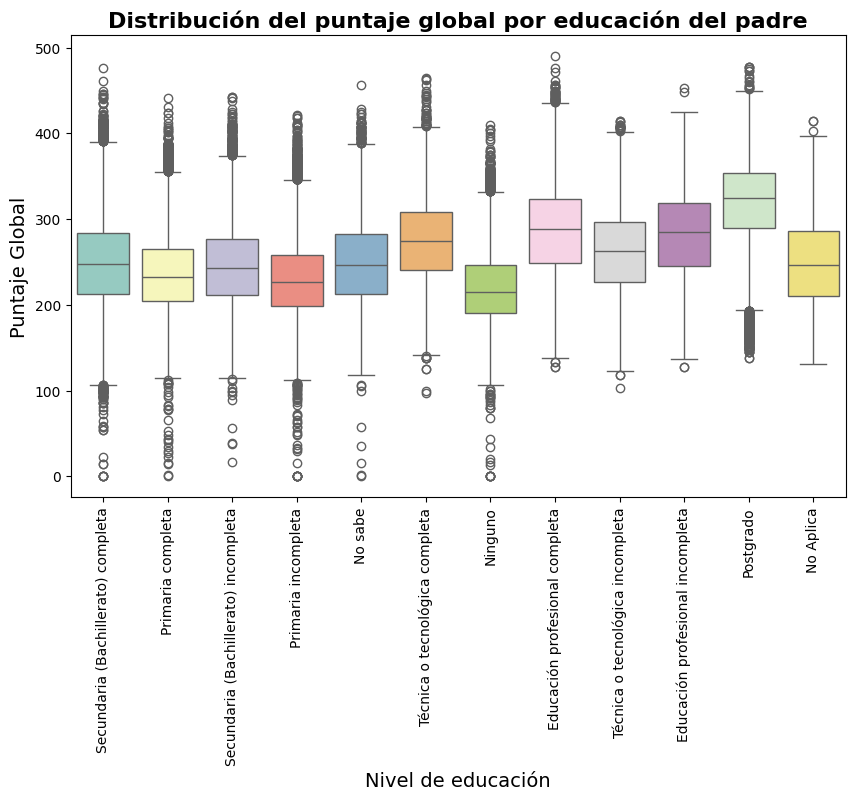 Distribución del puntaje global por educación del padre
Puntaje Global
500
400
300
200
100
0
Secundaria (Bachillerato) completa
Primaria completa
Secundaria (Bachillerato) incompleta
Primaria incompleta
No sabe
Técnica o tecnológica completa
Ninguno
Educación profesional completa
Técnica o tecnológica incompleta
Educación profesional incompleta
Postgrado
No Aplica
Nivel de educación